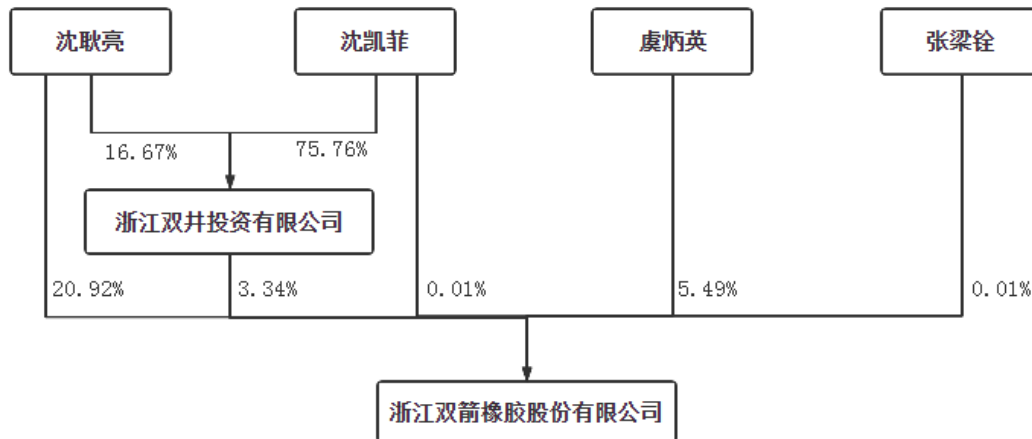 沈耿亮
沈凯菲
虞炳英
张梁铨
16.67%
75.76%
浙江双井投资有限公司
20.92%
3.34%
0.01%
5.49%
0.01%
浙江双箭橡胶股份有限公司